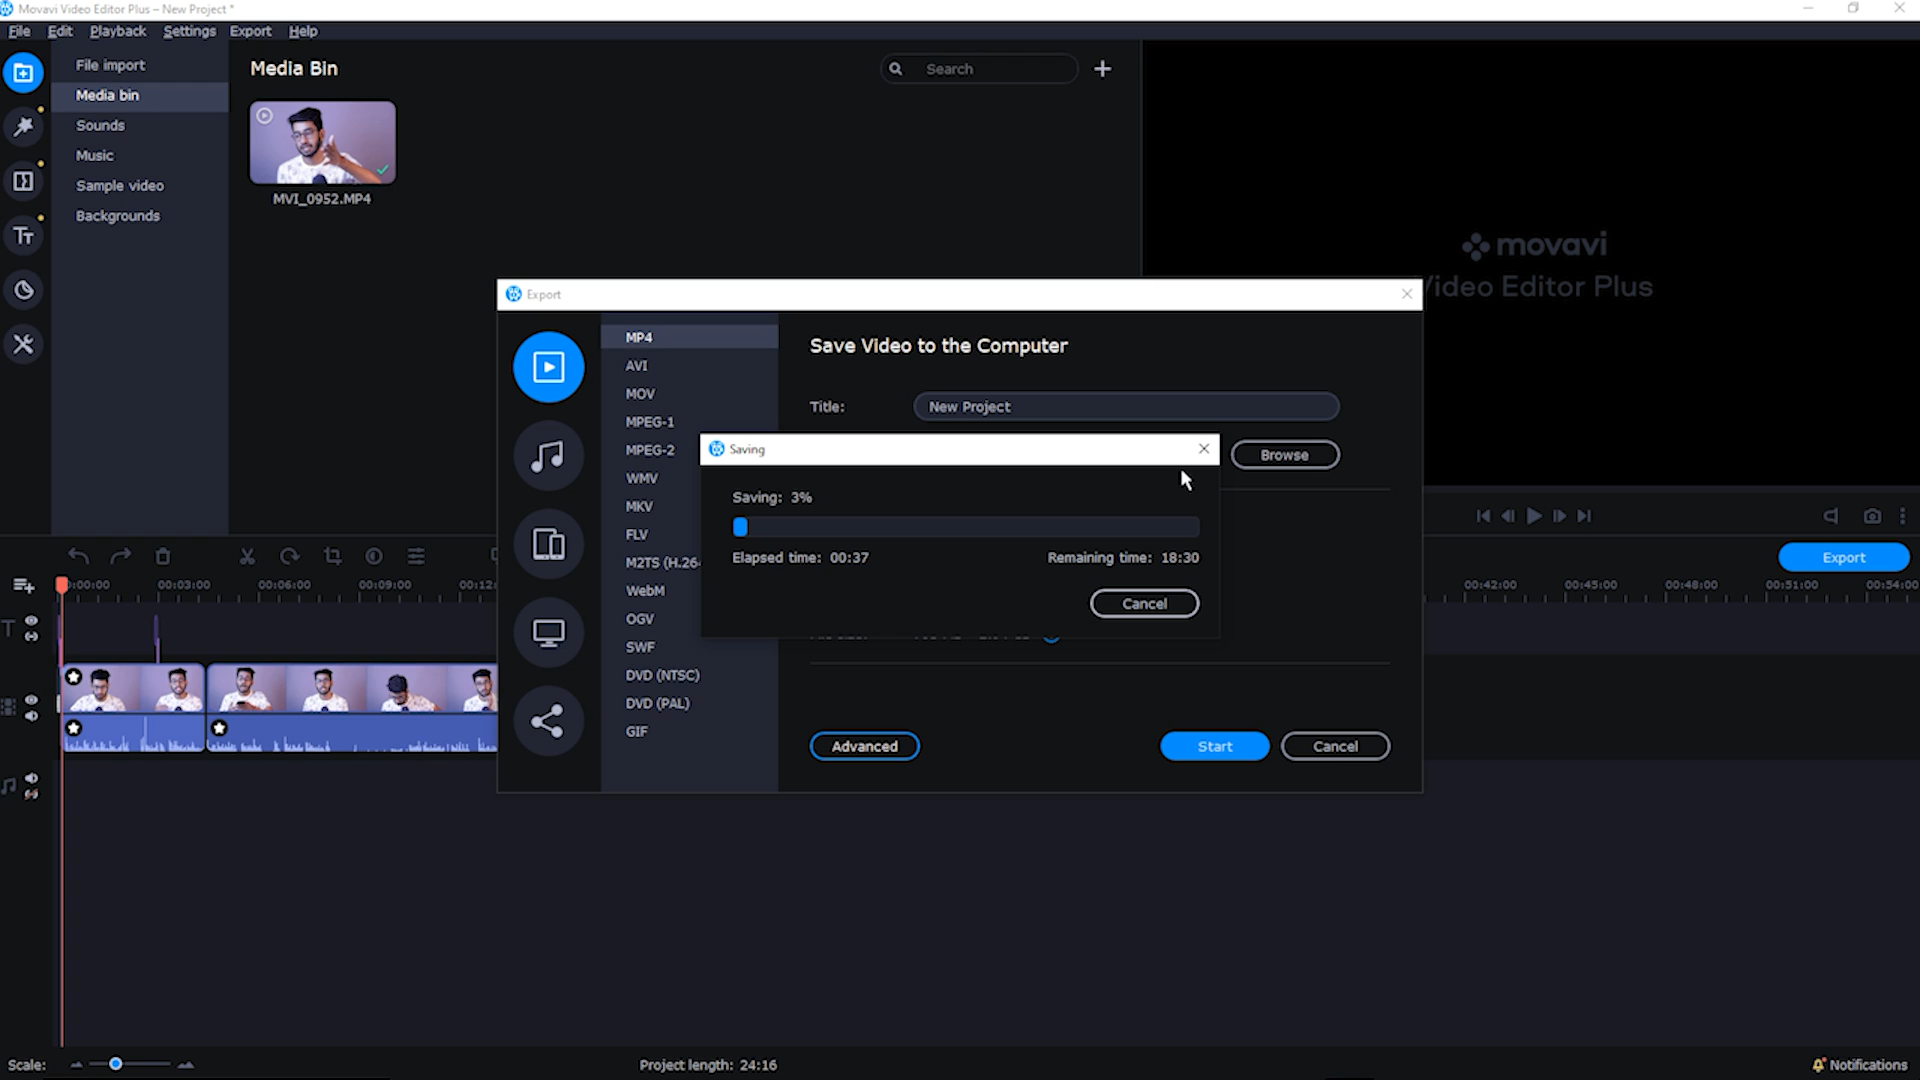 Movavi Video Editor Plus – New Project *
File Edit Playback Settings Export Help
File import
Media bin
Sounds
Music
Sample video
Backgrounds
Media Bin
Search
MVI_0952.MP4
movavi
Video Editor Plus
Export
MP4
AVI
MOV
MPEG-1
MPEG-2
WMV
MKV
FLV
M2TS (H.26
WebM
OGV
SWF
DVD (NTSC)
DVD (PAL)
GIF
Save Video to the Computer
Title: New Project
Browse
Saving
Saving: 3%
Elapsed time: 00:37 Remaining time: 18:30
Cancel
Advanced Start Cancel
Export
00:00 00:03:00 00:06:00 00:09:00 00:12: 00:42:00 00:45:00 00:48:00 00:51:00 00:54:00
Scale: Project length: 24:16 Notifications